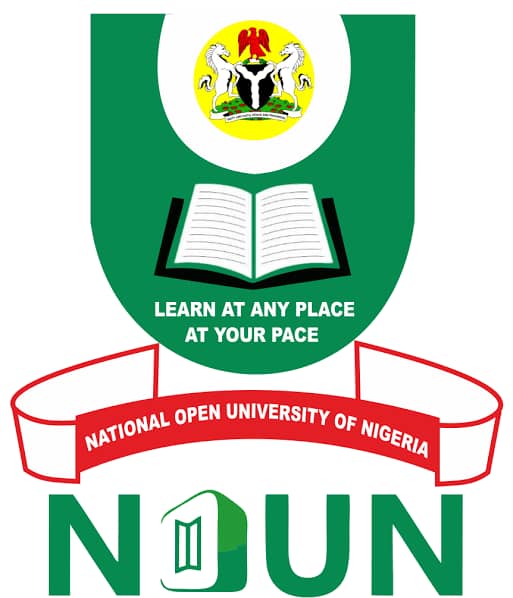 LEARN AT ANY PLACE
AT YOUR PACE
NATIONAL OPEN UNIVERSITY OF NIGERIA
NOUN